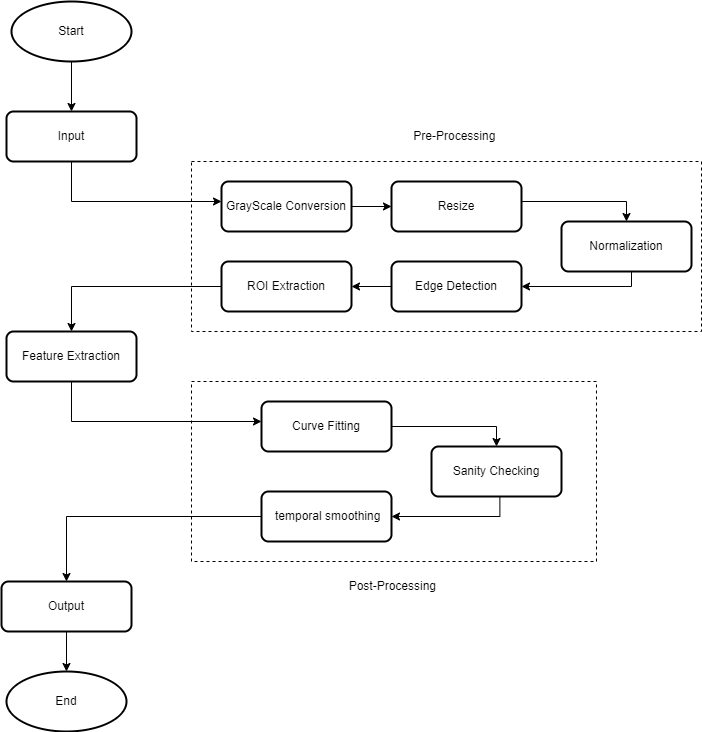 Start
Input
Pre-Processing
GrayScale Conversion
Resize
Normalization
Edge Detection
ROI Extraction
Feature Extraction
Curve Fitting
Sanity Checking
temporal smoothing
Post-Processing
Output
End